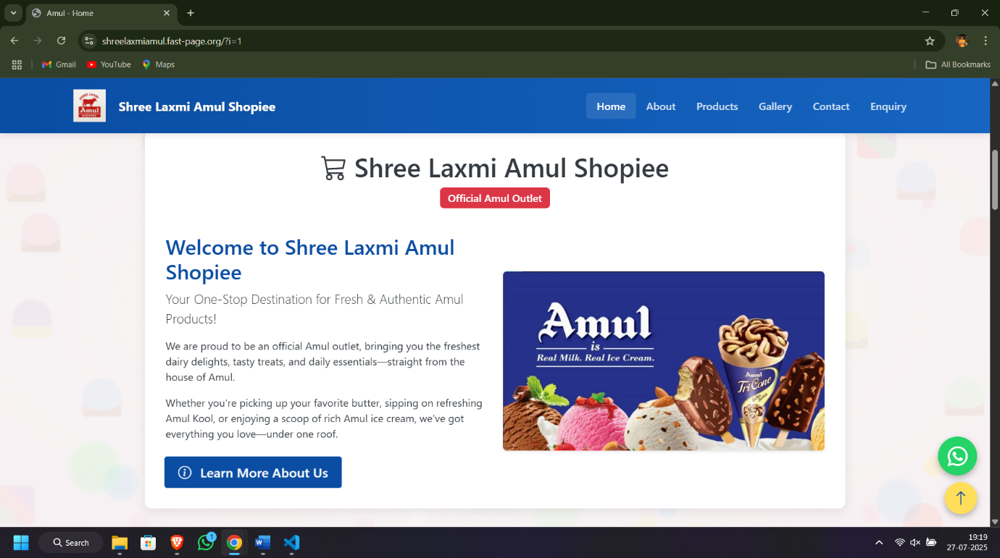 Amul - Home
shreelaxmiamul.fast-page.org/?i=1
Gmail YouTube Maps All Bookmarks
SHREE LAXMI
Amul
SHOPPEE
Shree Laxmi Amul Shopiee
Home About Products Gallery Contact Enquiry
Shree Laxmi Amul Shopiee
Official Amul Outlet
Welcome to Shree Laxmi Amul
Shopiee
Your One-Stop Destination for Fresh & Authentic Amul
Products!
We are proud to be an official Amul outlet, bringing you the freshest
dairy delights, tasty treats, and daily essentials—straight from the
house of Amul.
Whether you're picking up your favorite butter, sipping on refreshing
Amul Kool, or enjoying a scoop of rich Amul ice cream, we've got
everything you love—under one roof.
Learn More About Us
Amul
is
Real Milk. Real Ice Cream.
Amul
TriCone
Search
1
W
19:19
27-07-2025